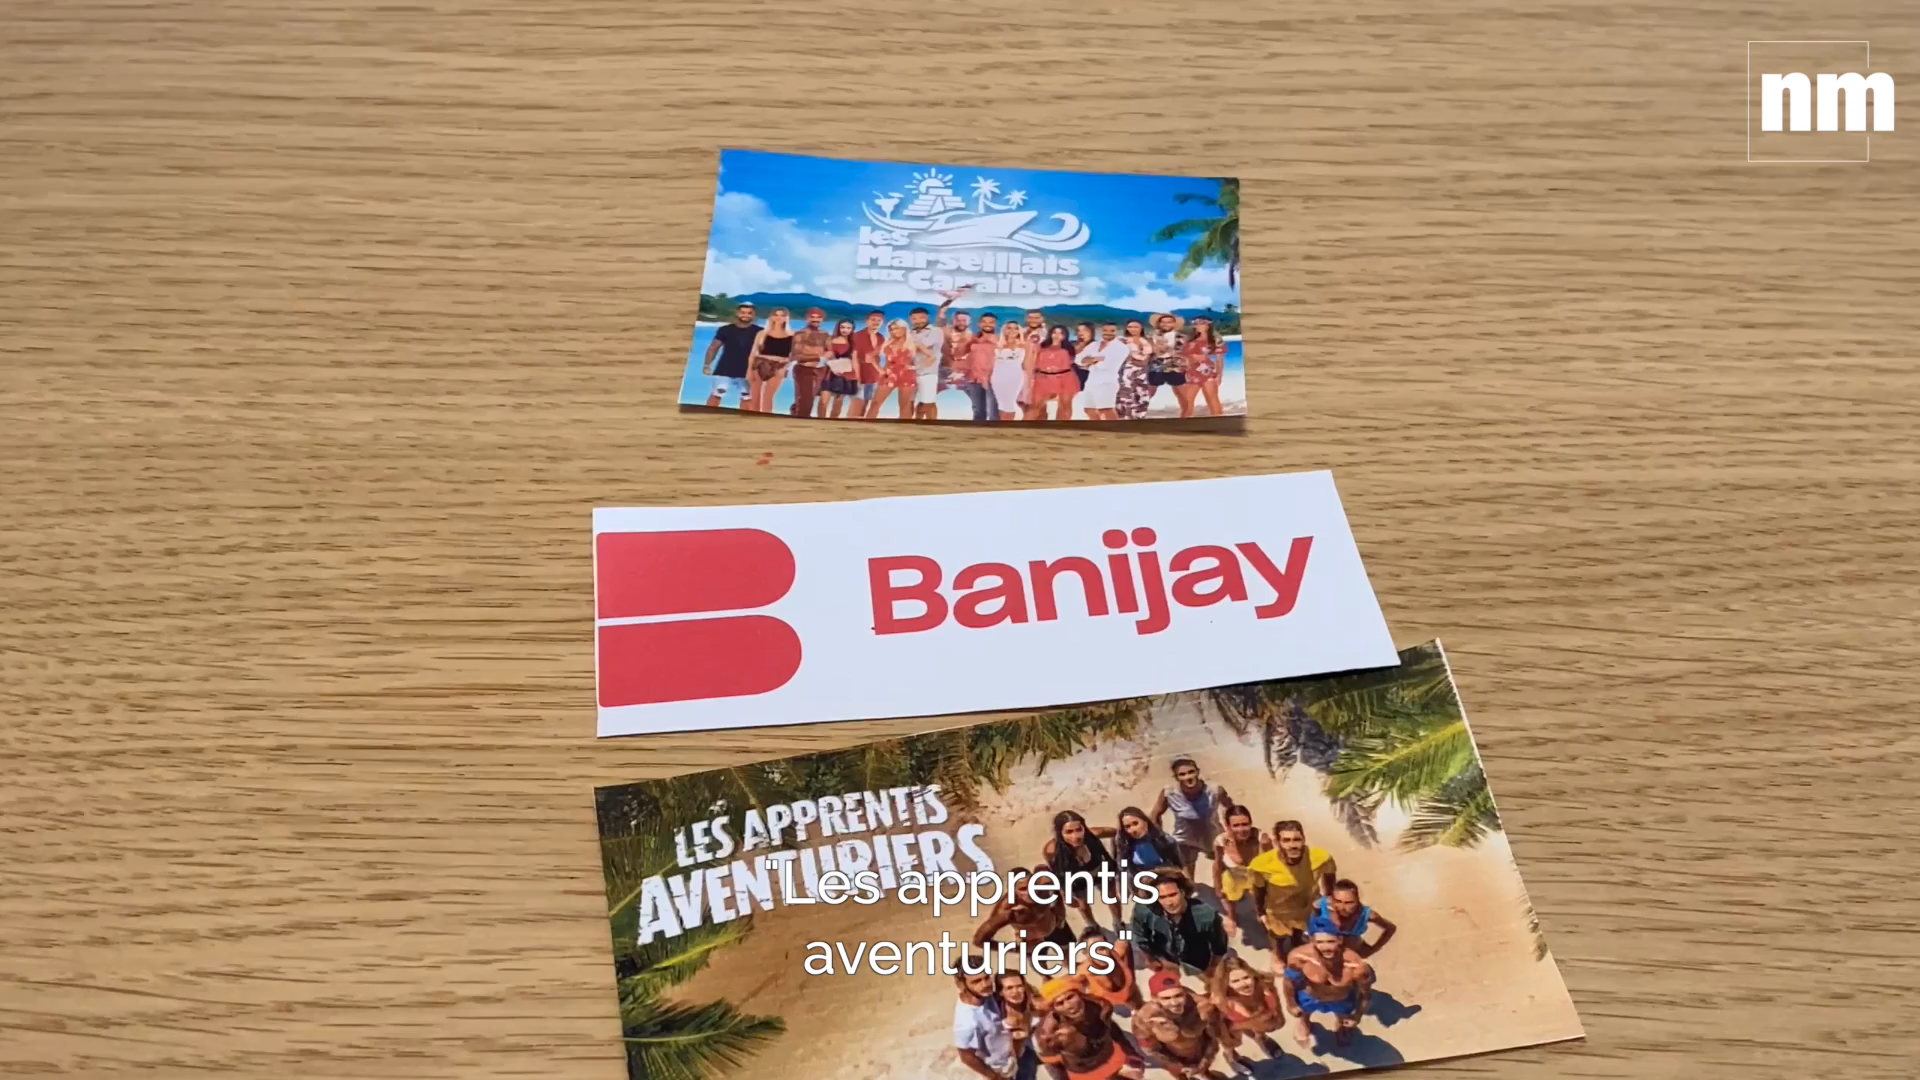 nm
les
Marseillais
aux Caraïbes
Banijay
LES APPRENTIS
AVENTURIERS
"Les apprentis
aventuriers"